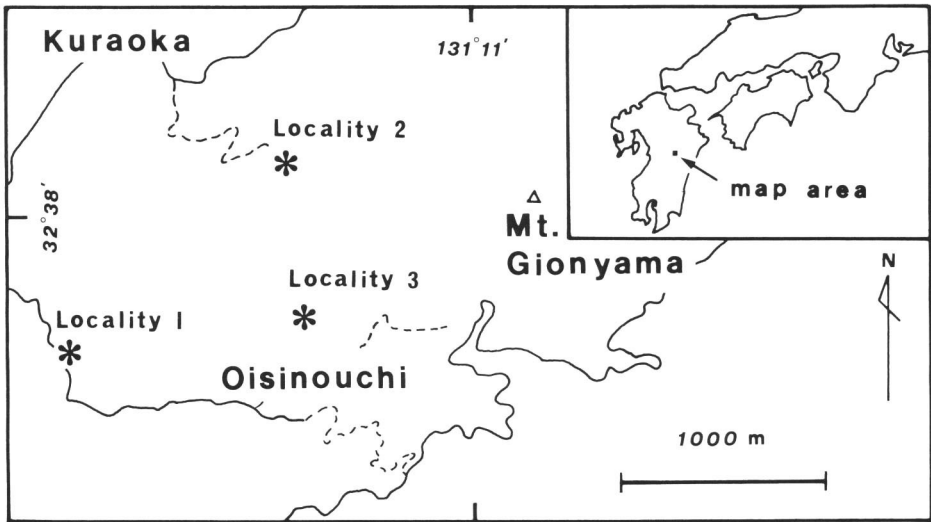 Kuraoka
131°11′
Locality 2
map area
32°38′
Mt.
Gionyama
N
Locality 3
Locality 1
Oisinouchi
1000 m